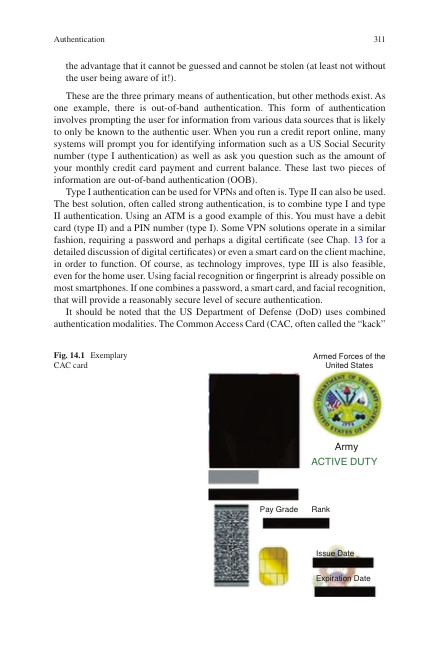 Authentication
311
the advantage that it cannot be guessed and cannot be stolen (at least not without
the user being aware of it!).
These are the three primary means of authentication, but other methods exist. As
one example, there is out-of-band authentication. This form of authentication
involves prompting the user for information from various data sources that is likely
to only be known to the authentic user. When you run a credit report online, many
systems will prompt you for identifying information such as a US Social Security
number (type I authentication) as well as ask you question such as the amount of
your monthly credit card payment and current balance. These last two pieces of
information are out-of-band authentication (OOB).
Type I authentication can be used for VPNs and often is. Type II can also be used.
The best solution, often called strong authentication, is to combine type I and type
II authentication. Using an ATM is a good example of this. You must have a debit
card (type II) and a PIN number (type I). Some VPN solutions operate in a similar
fashion, requiring a password and perhaps a digital certificate (see Chap. 13 for a
detailed discussion of digital certificates) or even a smart card on the client machine,
in order to function. Of course, as technology improves, type III is also feasible,
even for the home user. Using facial recognition or fingerprint is already possible on
most smartphones. If one combines a password, a smart card, and facial recognition,
that will provide a reasonably secure level of secure authentication.
It should be noted that the US Department of Defense (DoD) uses combined
authentication modalities. The Common Access Card (CAC, often called the “kack”
Fig. 14.1 Exemplary
CAC card
Armed Forces of the
United States
Army
ACTIVE DUTY
Pay Grade Rank
Issue Date
Expiration Date